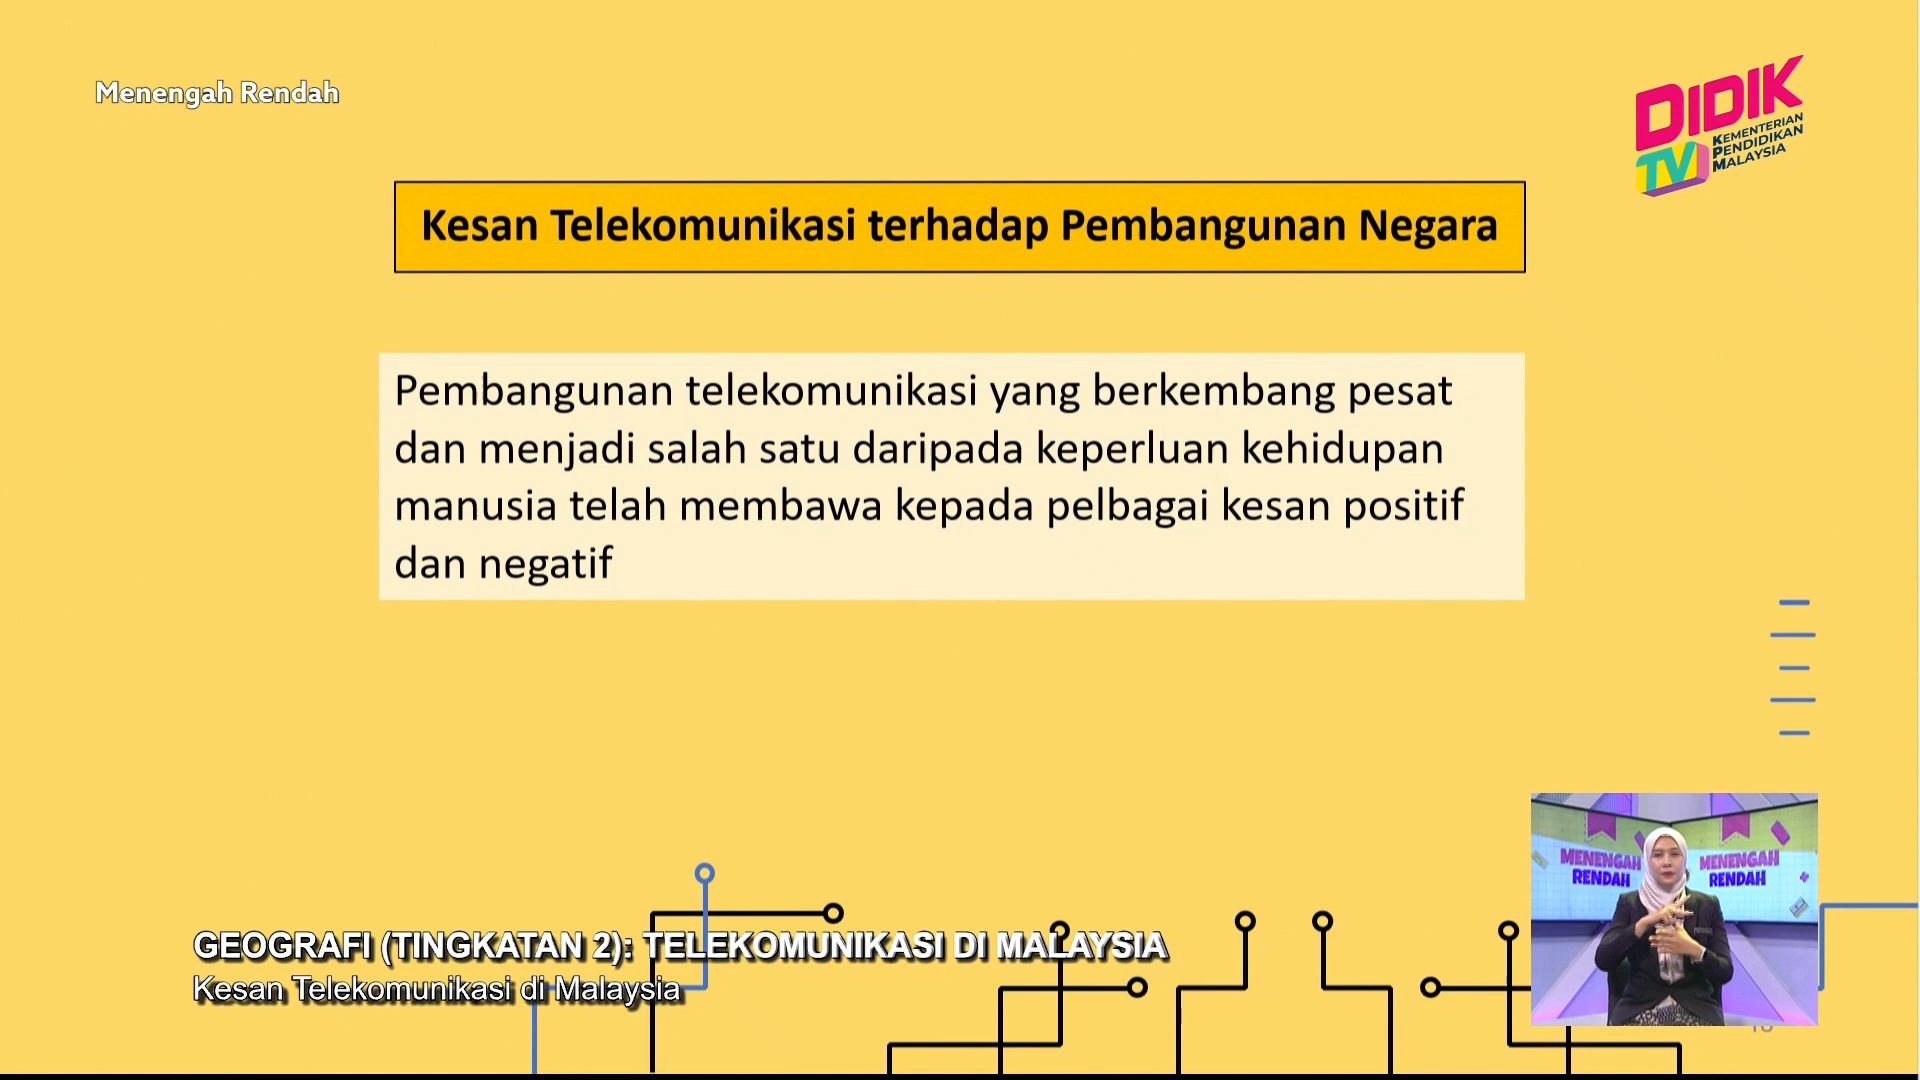 Menengah Rendah
DIDIK
TV
KEMENTERIAN
PENDIDIKAN
MALAYSIA
Kesan Telekomunikasi terhadap Pembangunan Negara
Pembangunan telekomunikasi yang berkembang pesat
dan menjadi salah satu daripada keperluan kehidupan
manusia telah membawa kepada pelbagai kesan positif
dan negatif
MENENGAH
RENDAH
MENENGAH
RENDAH
GEOGRAFI (TINGKATAN 2): TELEKOMUNIKASI DI MALAYSIA
Kesan Telekomunikasi di Malaysia